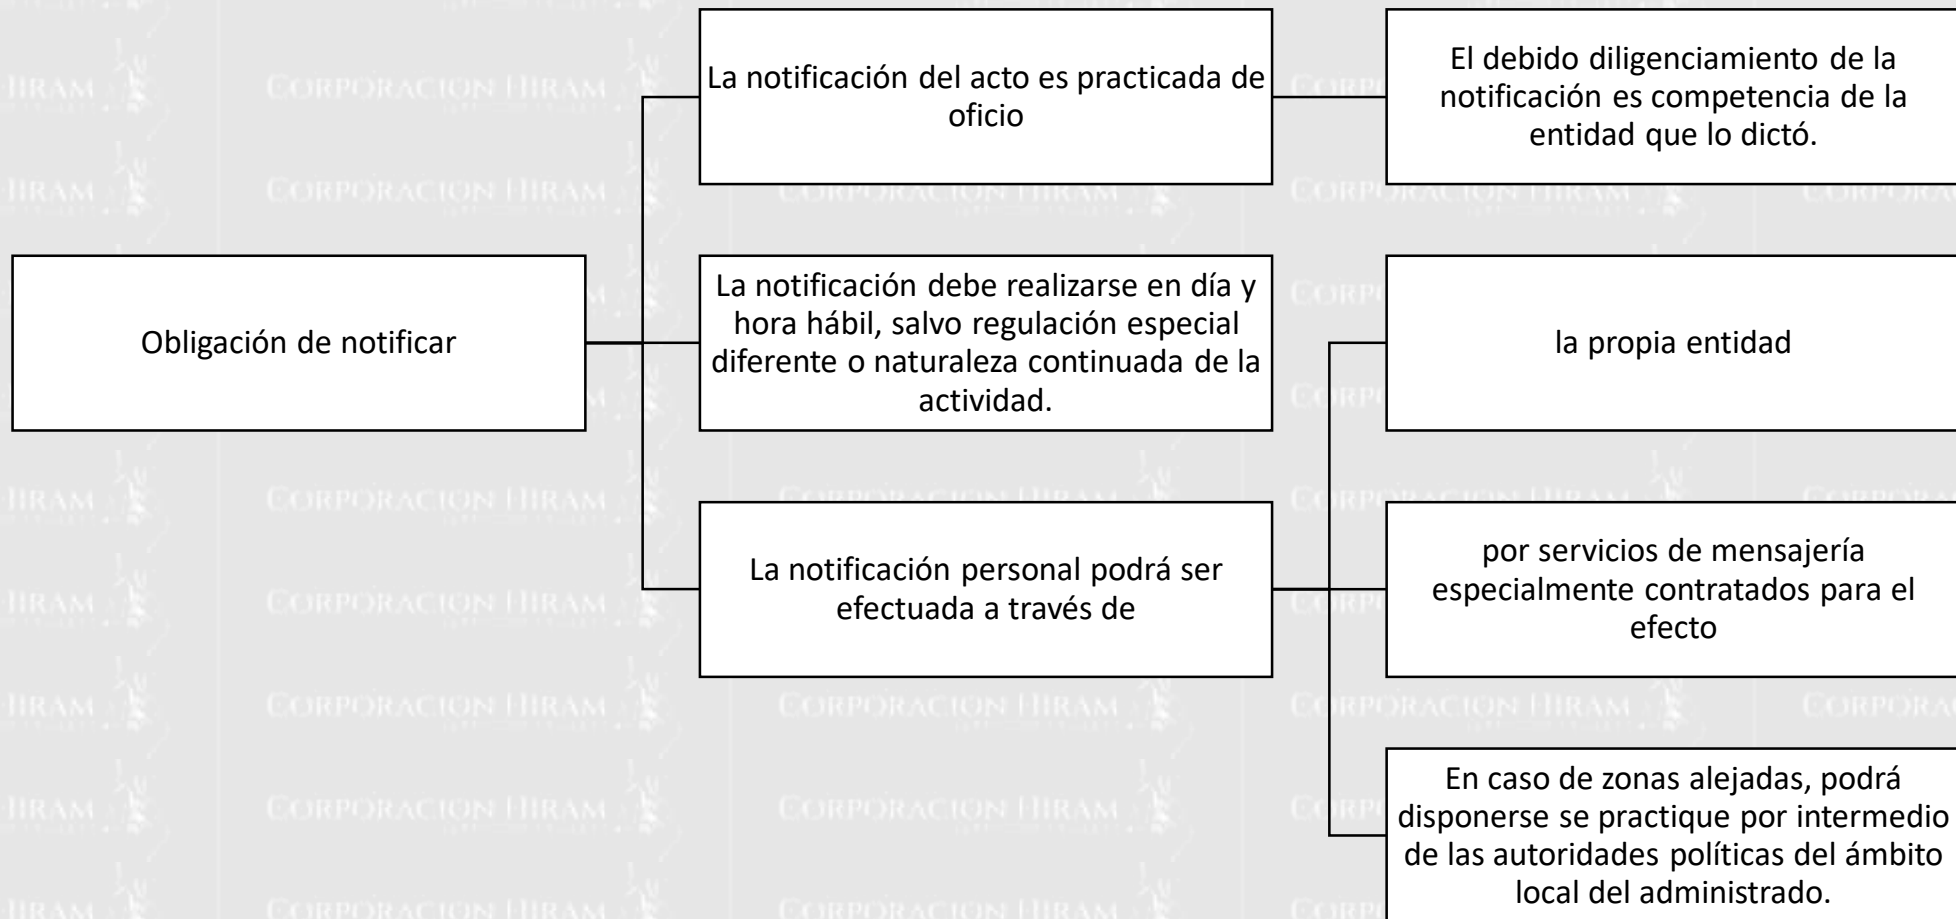 La notificación del acto es practicada de
oficio
El debido diligenciamiento de la
notificación es competencia de la
entidad que lo dictó.
Obligación de notificar
La notificación debe realizarse en día y
hora hábil, salvo regulación especial
diferente o naturaleza continuada de la
actividad.
La notificación personal podrá ser
efectuada a través de
la propia entidad
por servicios de mensajería
especialmente contratados para el
efecto
En caso de zonas alejadas, podrá
disponerse se practique por intermedio
de las autoridades políticas del ámbito
local del administrado.
CORPORACION HIRAM